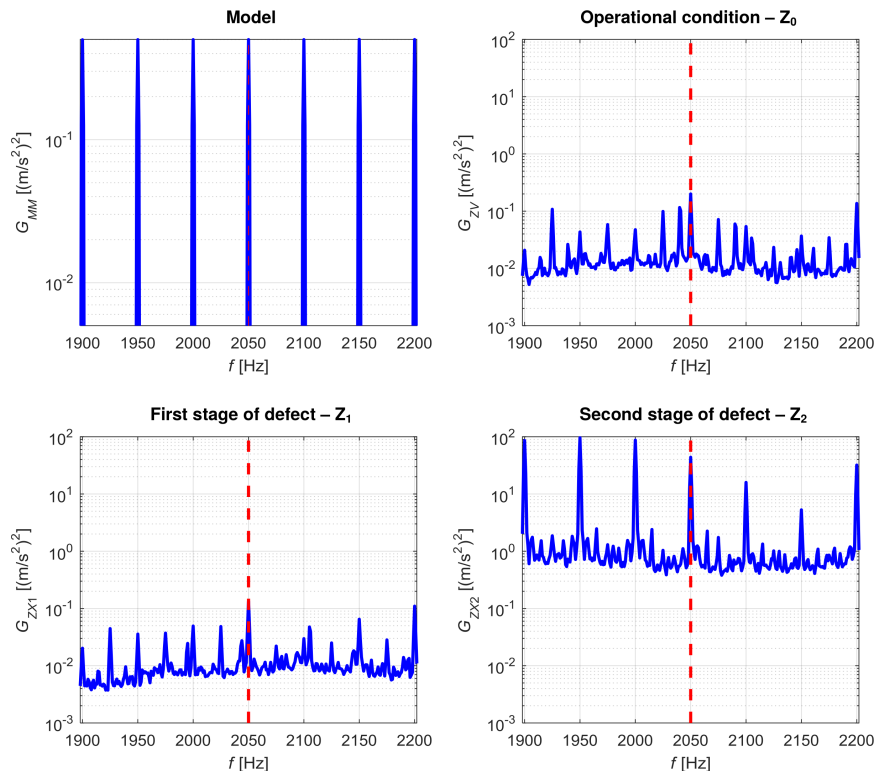 Model
G_MM [(m/s²)²]
10⁻¹
10⁻²
1900 1950 2000 2050 2100 2150 2200
f [Hz]
Operational condition – Z₀
G_ZV [(m/s²)²]
10²
10¹
10⁰
10⁻¹
10⁻²
10⁻³
1900 1950 2000 2050 2100 2150 2200
f [Hz]
First stage of defect – Z₁
G_ZX1 [(m/s²)²]
10²
10¹
10⁰
10⁻¹
10⁻²
10⁻³
1900 1950 2000 2050 2100 2150 2200
f [Hz]
Second stage of defect – Z₂
G_ZX2 [(m/s²)²]
10²
10¹
10⁰
10⁻¹
10⁻²
10⁻³
1900 1950 2000 2050 2100 2150 2200
f [Hz]